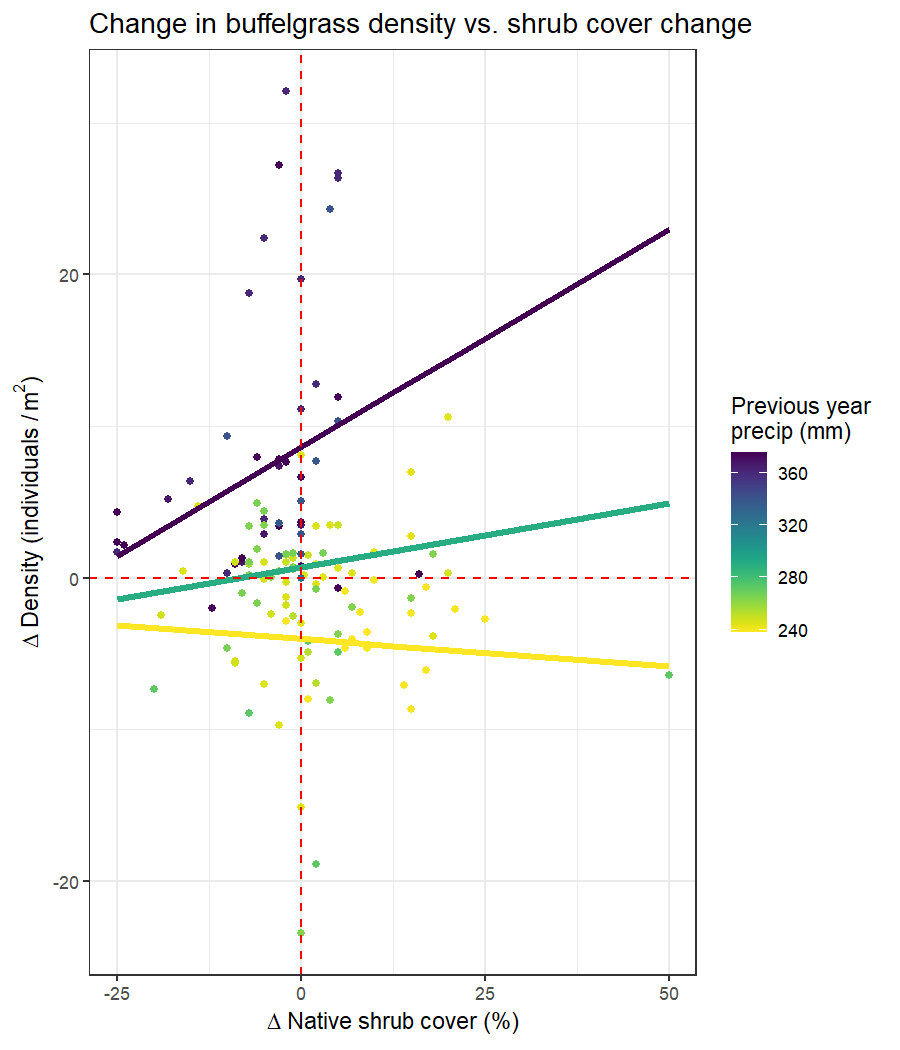 Change in buffelgrass density vs. shrub cover change
Δ Density (individuals / m²)
20
0
-20
-25
0
25
50
Δ Native shrub cover (%)
Previous year
precip (mm)
360
320
280
240